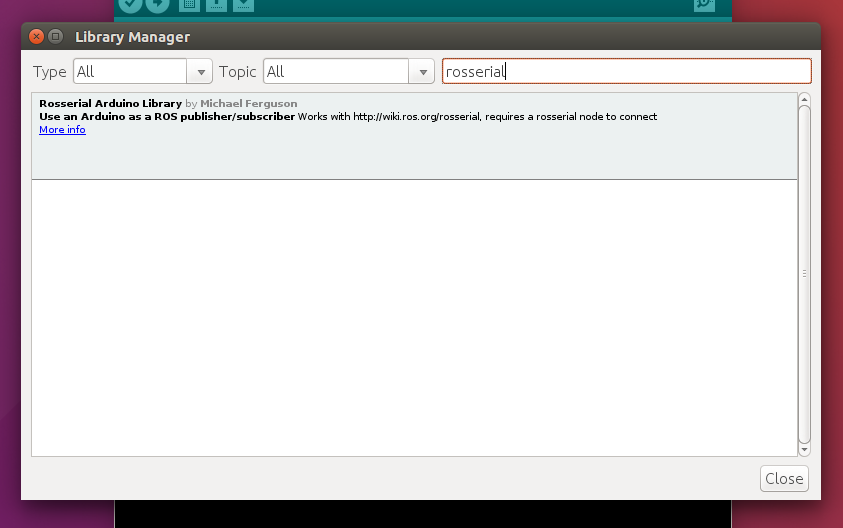 Library Manager
Type All Topic All rosserial
Rosserial Arduino Library by Michael Ferguson
Use an Arduino as a ROS publisher/subscriber Works with http://wiki.ros.org/rosserial, requires a rosserial node to connect
More info
Close